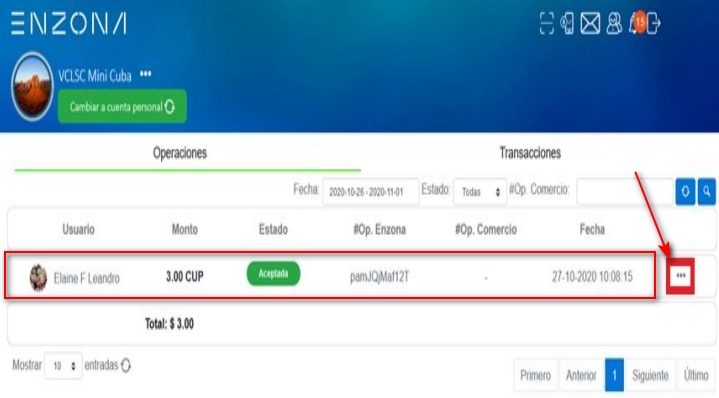 ENZONA
15
VCLSC Mini Cuba •••
Cambiar a cuenta personal
Operaciones Transacciones
Fecha: 2020-10-26 - 2020-11-01 Estado: Todas #Op. Comercio:
Usuario Monto Estado #Op. Enzona #Op. Comercio Fecha
Elaine F Leandro 3.00 CUP Aceptada pamJQjMaf12T - 27-10-2020 10:08:15 •••
Total: $ 3.00
Mostrar 10 entradas
Primero Anterior 1 Siguiente Último